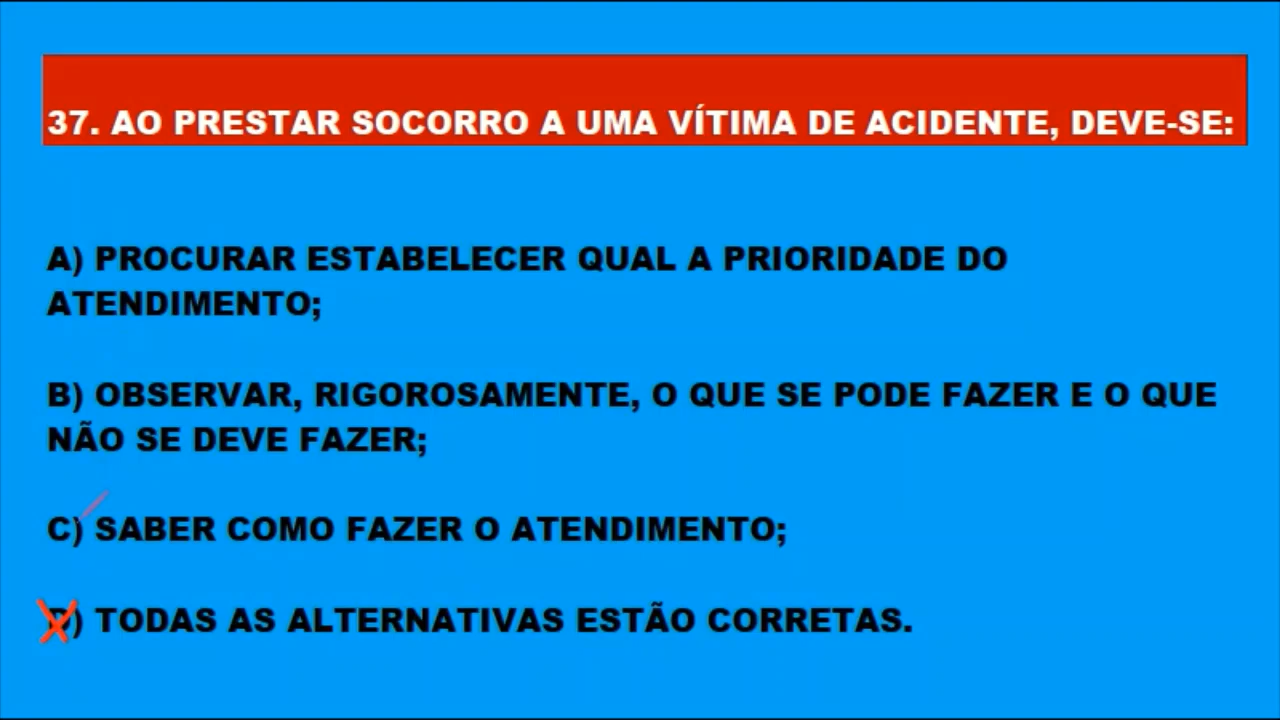 37. AO PRESTAR SOCORRO A UMA VÍTIMA DE ACIDENTE, DEVE-SE:
A) PROCURAR ESTABELECER QUAL A PRIORIDADE DO
ATENDIMENTO;
B) OBSERVAR, RIGOROSAMENTE, O QUE SE PODE FAZER E O QUE
NÃO SE DEVE FAZER;
C) SABER COMO FAZER O ATENDIMENTO;
D) TODAS AS ALTERNATIVAS ESTÃO CORRETAS.